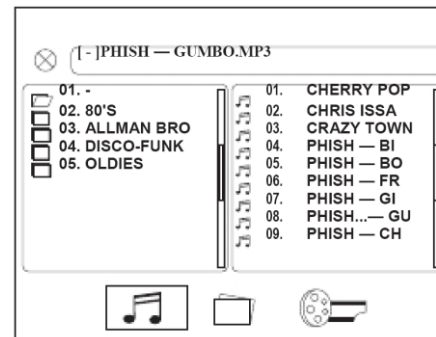 [ - ]PHISH — GUMBO.MP3
01. -
02. 80'S
03. ALLMAN BRO
04. DISCO-FUNK
05. OLDIES
01. CHERRY POP
02. CHRIS ISSA
03. CRAZY TOWN
04. PHISH — BI
05. PHISH — BO
06. PHISH — FR
07. PHISH — GI
08. PHISH...— GU
09. PHISH — CH